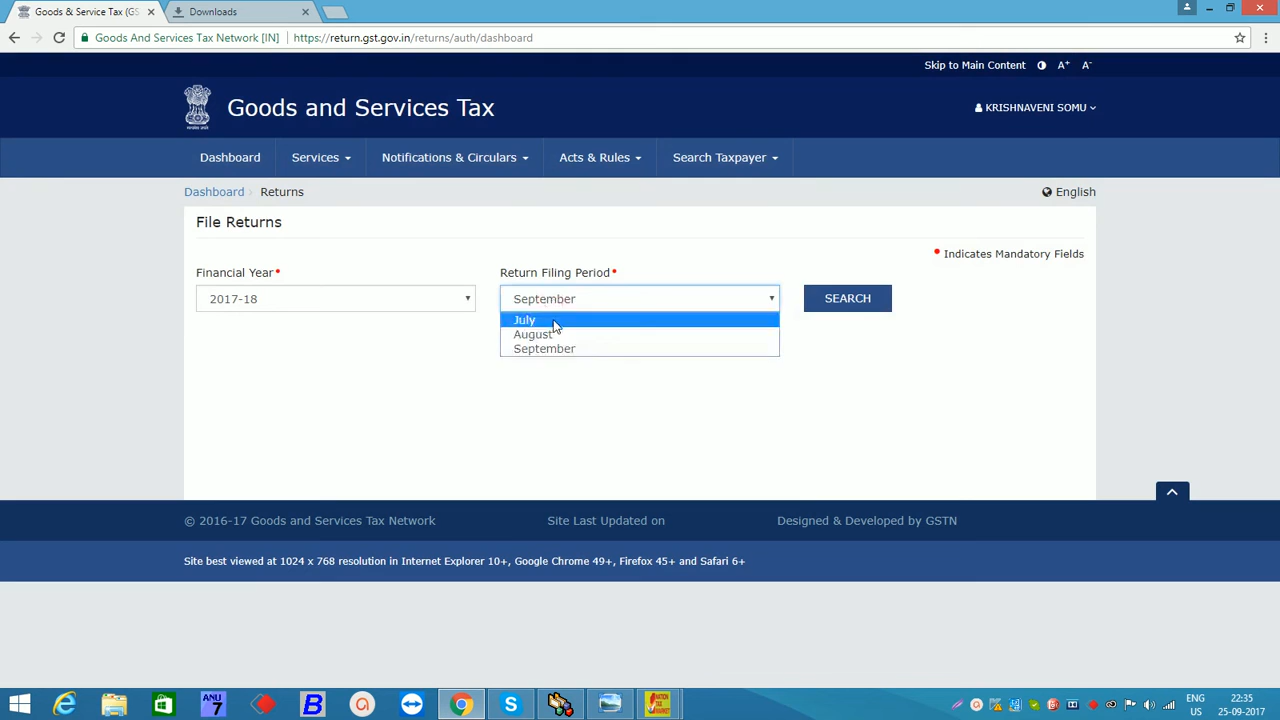 Goods & Service Tax (GS
Downloads
Goods And Services Tax Network [IN]
https://return.gst.gov.in/returns/auth/dashboard
Skip to Main Content
A+
A-
Goods and Services Tax
KRISHNAVENI SOMU
Dashboard
Services
Notifications & Circulars
Acts & Rules
Search Taxpayer
Dashboard
Returns
English
File Returns
• Indicates Mandatory Fields
Financial Year•
Return Filing Period•
2017-18
September
SEARCH
July
August
September
© 2016-17 Goods and Services Tax Network
Site Last Updated on
Designed & Developed by GSTN
Site best viewed at 1024 x 768 resolution in Internet Explorer 10+, Google Chrome 49+, Firefox 45+ and Safari 6+
ANU
7
B
ENG
US
22:35
25-09-2017